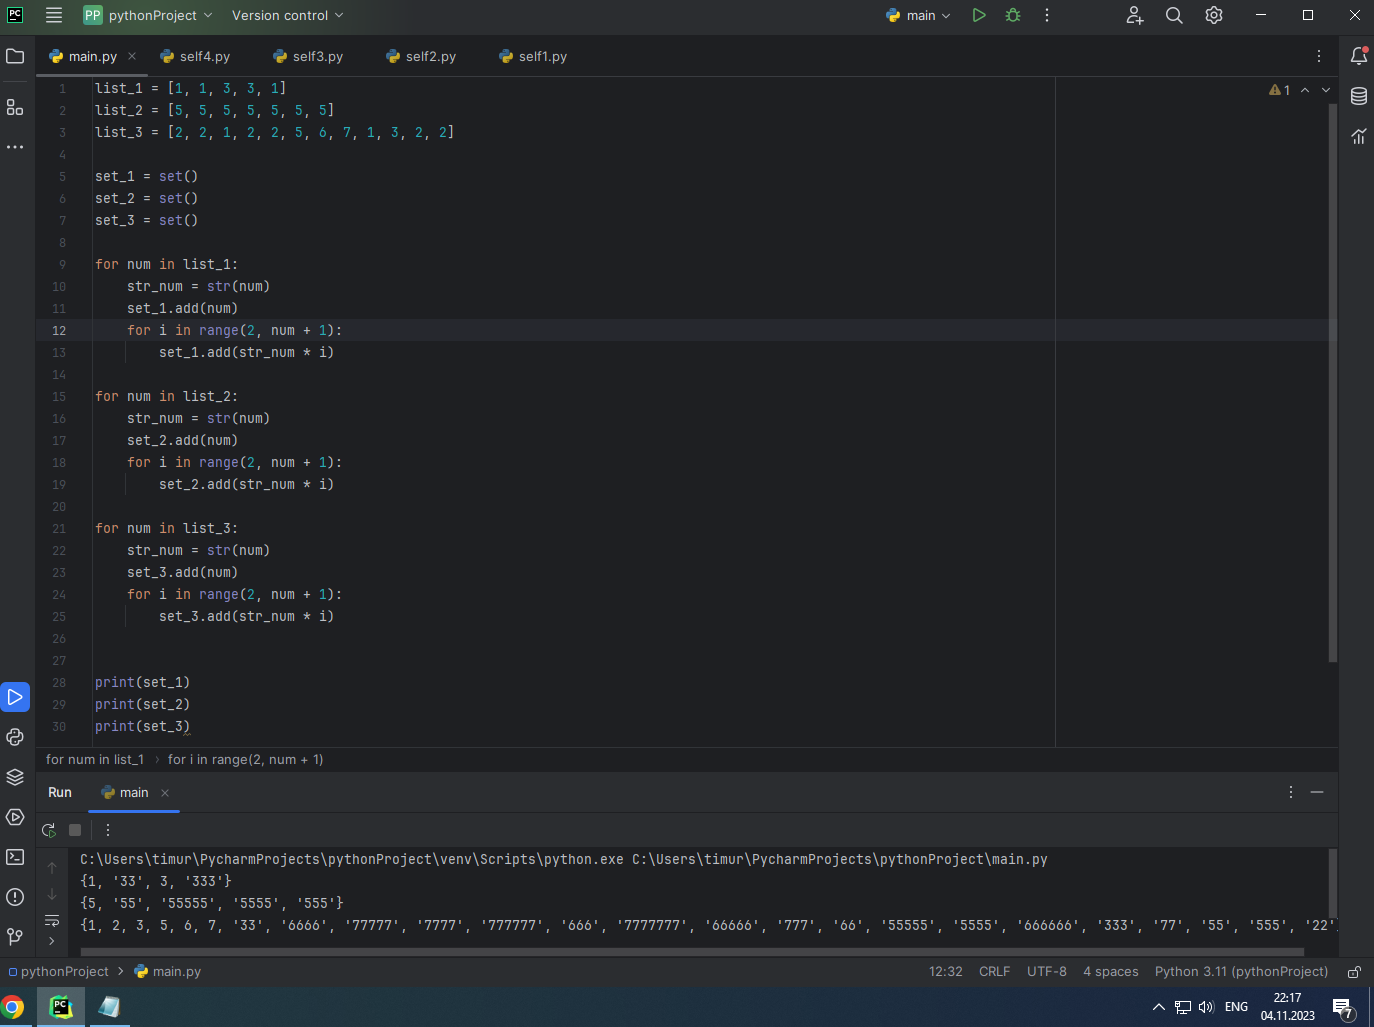 PC PP pythonProject Version control main
main.py self4.py self3.py self2.py self1.py
1 list_1 = [1, 1, 3, 3, 1]
1
2 list_2 = [5, 5, 5, 5, 5, 5, 5]
3 list_3 = [2, 2, 1, 2, 2, 5, 6, 7, 1, 3, 2, 2]
4
5 set_1 = set()
6 set_2 = set()
7 set_3 = set()
8
9 for num in list_1:
10     str_num = str(num)
11     set_1.add(num)
12     for i in range(2, num + 1):
13         set_1.add(str_num * i)
14
15 for num in list_2:
16     str_num = str(num)
17     set_2.add(num)
18     for i in range(2, num + 1):
19         set_2.add(str_num * i)
20
21 for num in list_3:
22     str_num = str(num)
23     set_3.add(num)
24     for i in range(2, num + 1):
25         set_3.add(str_num * i)
26
27
28 print(set_1)
29 print(set_2)
30 print(set_3)
for num in list_1 › for i in range(2, num + 1)
Run main
C:\Users\timur\PycharmProjects\pythonProject\venv\Scripts\python.exe C:\Users\timur\PycharmProjects\pythonProject\main.py
{1, '33', 3, '333'}
{5, '55', '55555', '5555', '555'}
{1, 2, 3, 5, 6, 7, '33', '6666', '77777', '7777', '777777', '666', '7777777', '66666', '777', '66', '55555', '5555', '666666', '333', '77', '55', '555', '22'
pythonProject > main.py 12:32 CRLF UTF-8 4 spaces Python 3.11 (pythonProject)
PC ENG 22:17
04.11.2023 7